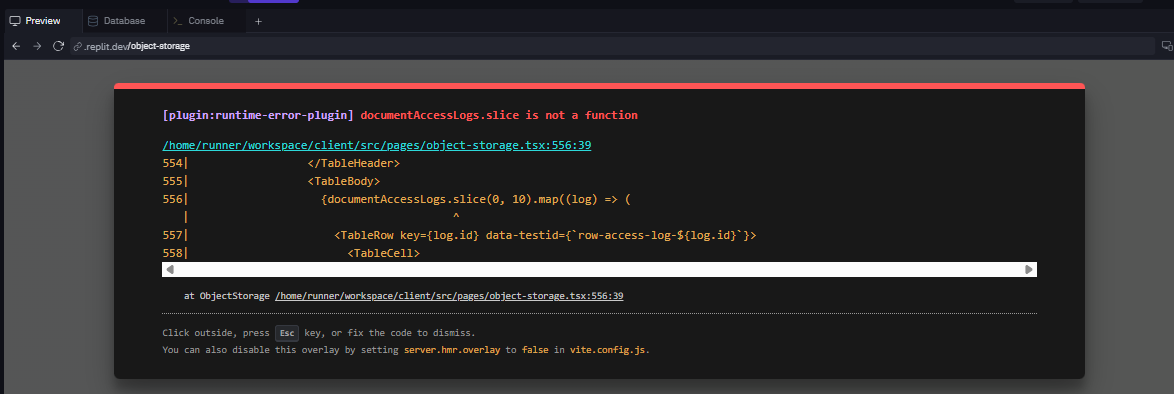 Preview Database >_ Console +
.replit.dev/object-storage
[plugin:runtime-error-plugin] documentAccessLogs.slice is not a function
/home/runner/workspace/client/src/pages/object-storage.tsx:556:39
554| </TableHeader>
555| <TableBody>
556| {documentAccessLogs.slice(0, 10).map((log) => (
| ^
557| <TableRow key={log.id} data-testid={`row-access-log-${log.id}`}>
558| <TableCell>
at ObjectStorage /home/runner/workspace/client/src/pages/object-storage.tsx:556:39
Click outside, press Esc key, or fix the code to dismiss.
You can also disable this overlay by setting server.hmr.overlay to false in vite.config.js.